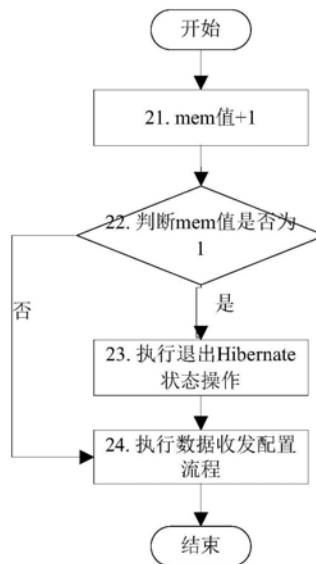 开始
21. mem值+1
22. 判断mem值是否为
1
否
是
23. 执行退出Hibernate
状态操作
24. 执行数据收发配置
流程
结束